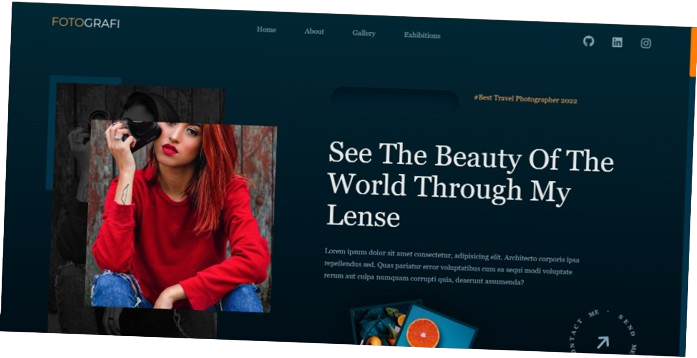 FOTOGRAFI
Home
About
Gallery
Exhibitions
#Best Travel Photographer 2022
See The Beauty Of The
World Through My
Lense
Lorem ipsum dolor sit amet consectetur, adipisicing elit. Architecto corporis ipsa
repellendus sed. Quas pariatur error voluptatibus cum ea sequi modi voluptate
rerum aut culpa numquam corrupti quia, deserunt assumenda?
CONTACT ME · SEND ME